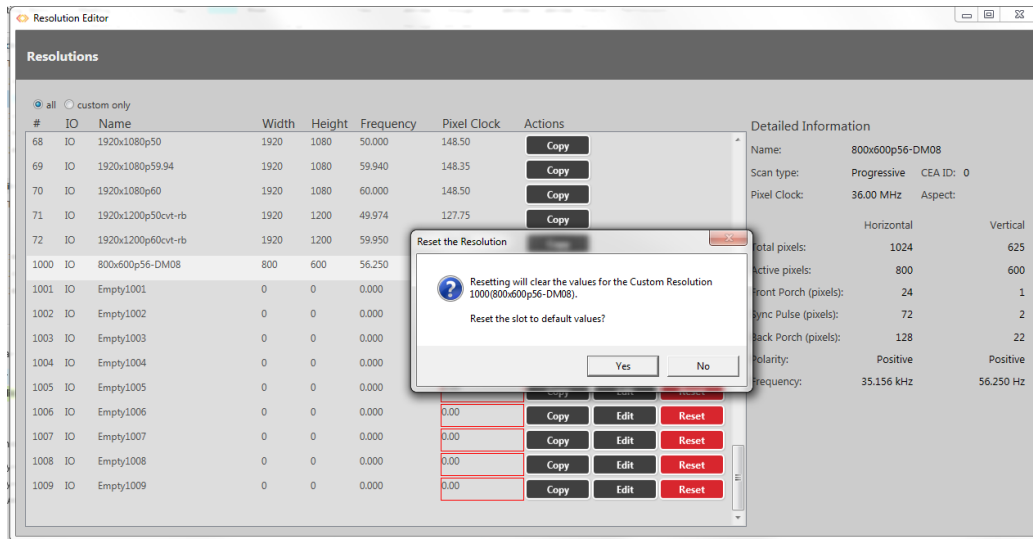 Resolution Editor
Resolutions
all custom only
# IO Name Width Height Frequency Pixel Clock Actions
68 IO 1920x1080p50 1920 1080 50.000 148.50 Copy
69 IO 1920x1080p59.94 1920 1080 59.940 148.35 Copy
70 IO 1920x1080p60 1920 1080 60.000 148.50 Copy
71 IO 1920x1200p50cvt-rb 1920 1200 49.974 127.75 Copy
72 IO 1920x1200p60cvt-rb 1920 1200 59.950 Copy
1000 IO 800x600p56-DM08 800 600 56.250
1001 IO Empty1001 0 0 0.000
1002 IO Empty1002 0 0 0.000
1003 IO Empty1003 0 0 0.000
1004 IO Empty1004 0 0 0.000
1005 IO Empty1005 0 0 0.000 Copy Edit Reset
1006 IO Empty1006 0 0 0.000 0.00 Copy Edit Reset
1007 IO Empty1007 0 0 0.000 0.00 Copy Edit Reset
1008 IO Empty1008 0 0 0.000 0.00 Copy Edit Reset
1009 IO Empty1009 0 0 0.000 0.00 Copy Edit Reset
Reset the Resolution
Resetting will clear the values for the Custom Resolution
1000(800x600p56-DM08).
Reset the slot to default values?
Yes No
Detailed Information
Name: 800x600p56-DM08
Scan type: Progressive CEA ID: 0
Pixel Clock: 36.00 MHz Aspect:
Horizontal Vertical
Total pixels: 1024 625
Active pixels: 800 600
Front Porch (pixels): 24 1
Sync Pulse (pixels): 72 2
Back Porch (pixels): 128 22
Polarity: Positive Positive
Frequency: 35.156 kHz 56.250 Hz